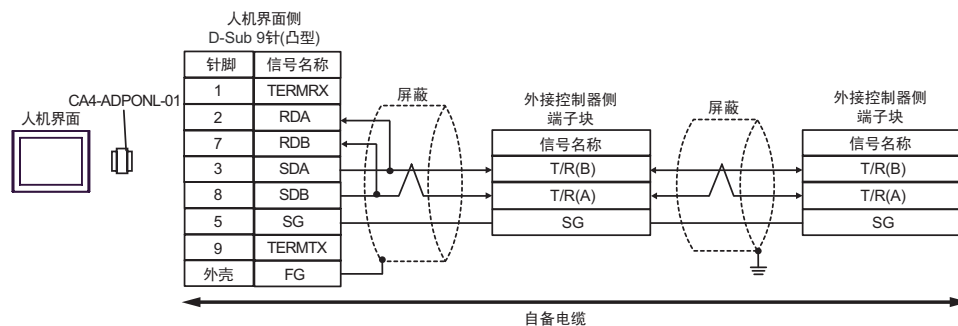 人机界面侧
D-Sub 9针(凸型)
针脚 信号名称
1 TERMRX
2 RDA
7 RDB
3 SDA
8 SDB
5 SG
9 TERMTX
外壳 FG
CA4-ADPONL-01
人机界面
屏蔽
外接控制器侧
端子块
信号名称
T/R(B)
T/R(A)
SG
屏蔽
外接控制器侧
端子块
信号名称
T/R(B)
T/R(A)
SG
自备电缆